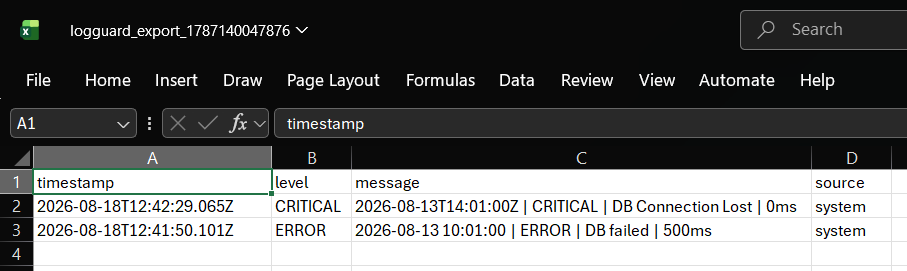 logguard_export_1787140047876
Search
File Home Insert Draw Page Layout Formulas Data Review View Automate Help
A1 fx timestamp
A B C D
1 timestamp level message source
2 2026-08-18T12:42:29.065Z CRITICAL 2026-08-13T14:01:00Z | CRITICAL | DB Connection Lost | 0ms system
3 2026-08-18T12:41:50.101Z ERROR 2026-08-13 10:01:00 | ERROR | DB failed | 500ms system
4